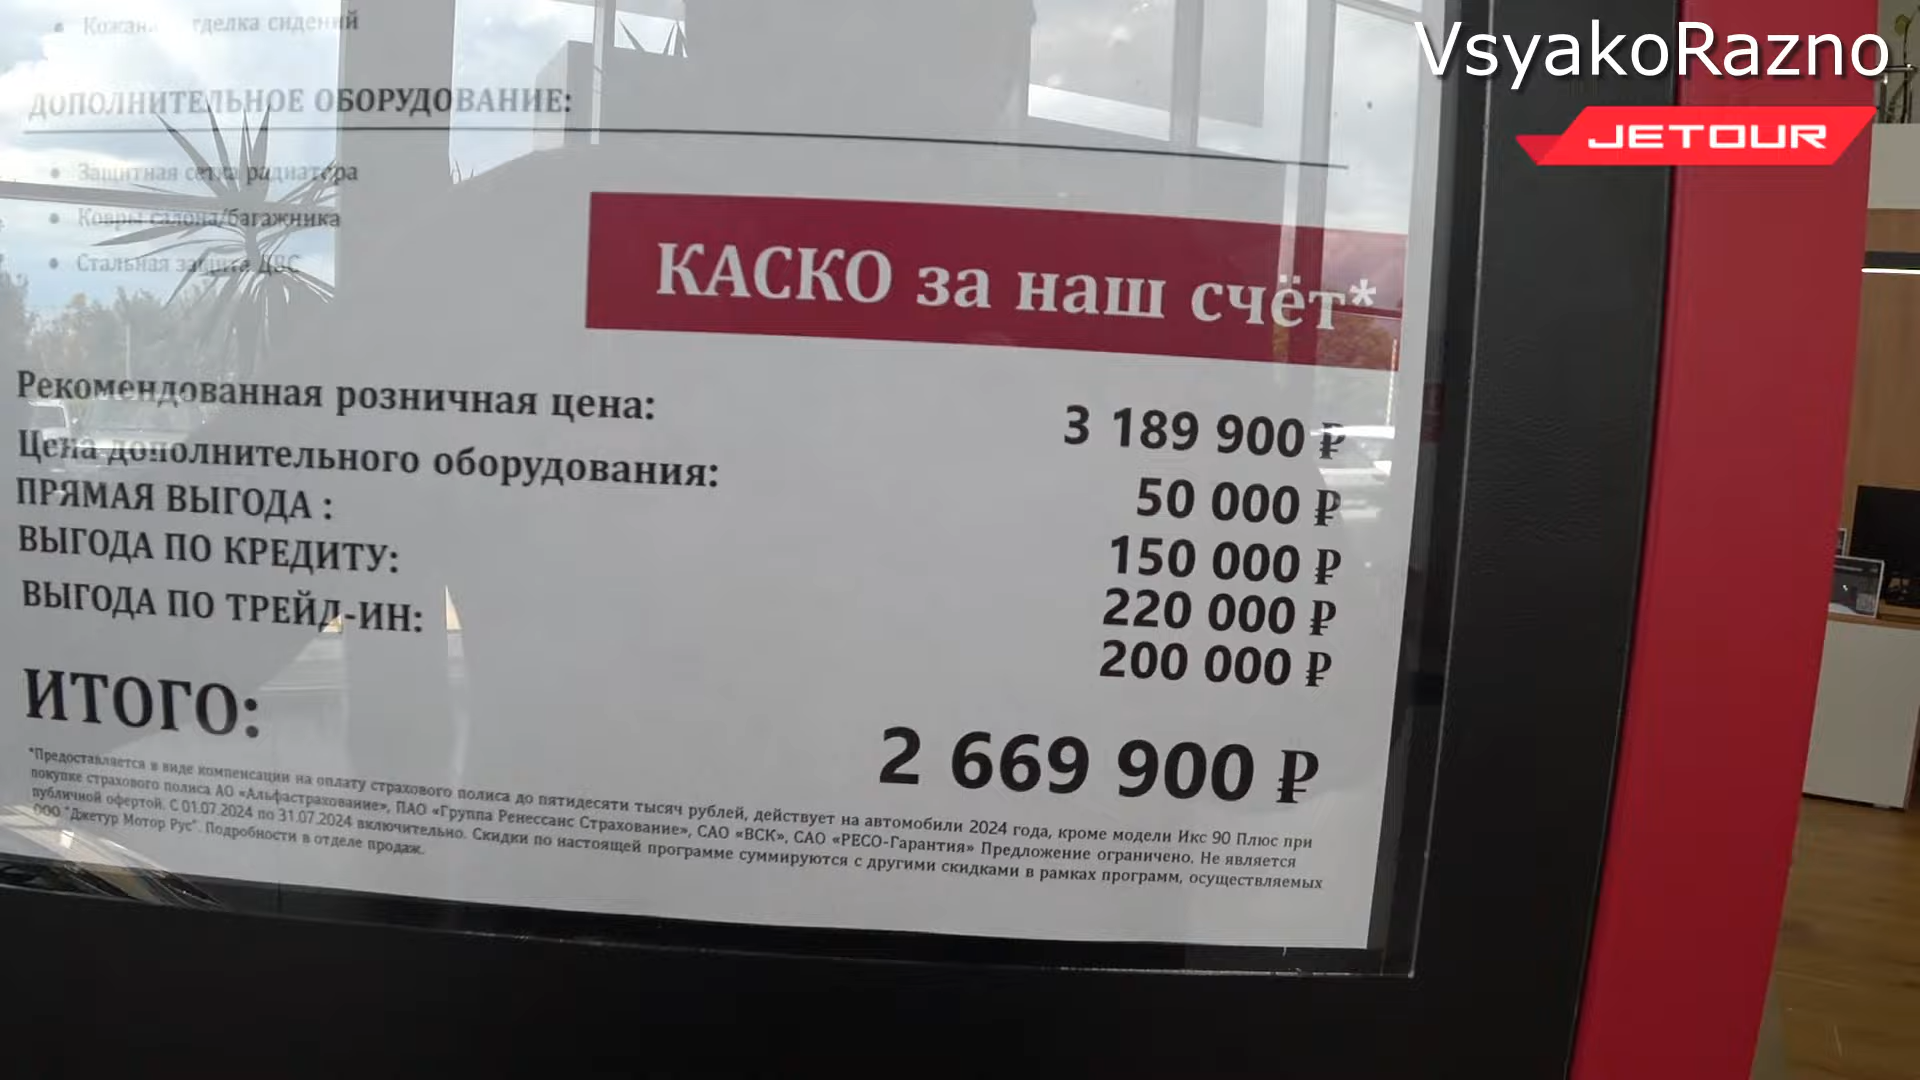 VsyakoRazno
JETOUR
отделка сидений
ДОПОЛНИТЕЛЬНОЕ ОБОРУДОВАНИЕ:
• Защитная сетка радиатора
• Ковры салона/багажника
• Стальная защита ДВС
КАСКО за наш счёт*
Рекомендованная розничная цена: 3 189 900 ₽
Цена дополнительного оборудования: 50 000 ₽
ПРЯМАЯ ВЫГОДА : 150 000 ₽
ВЫГОДА ПО КРЕДИТУ: 220 000 ₽
ВЫГОДА ПО ТРЕЙД-ИН: 200 000 ₽
ИТОГО: 2 669 900 ₽
*Предоставляется в виде компенсации на оплату страхового полиса до пятидесяти тысяч рублей, действует на автомобили 2024 года, кроме модели Икс 90 Плюс при
покупке страхового полиса АО «Альфастрахование», ПАО «Группа Ренессанс Страхование», САО «ВСК», САО «РЕСО-Гарантия» Предложение ограничено. Не является
публичной офертой. С 01.07.2024 по 31.07.2024 включительно. Скидки по настоящей программе суммируются с другими скидками в рамках программ, осуществляемых
ООО "Джетур Мотор Рус". Подробности в отделе продаж.